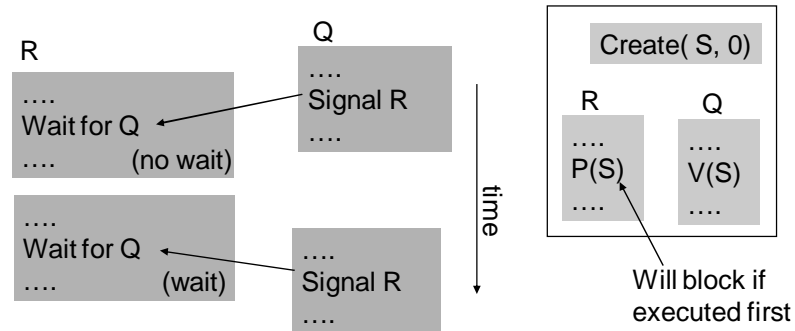 R
….
Wait for Q
….
(no wait)
Q
….
Signal R
….
….
Wait for Q
….
(wait)
….
Signal R
….
time
Create( S, 0)
R
….
P(S)
….
Q
….
V(S)
….
Will block if
executed first